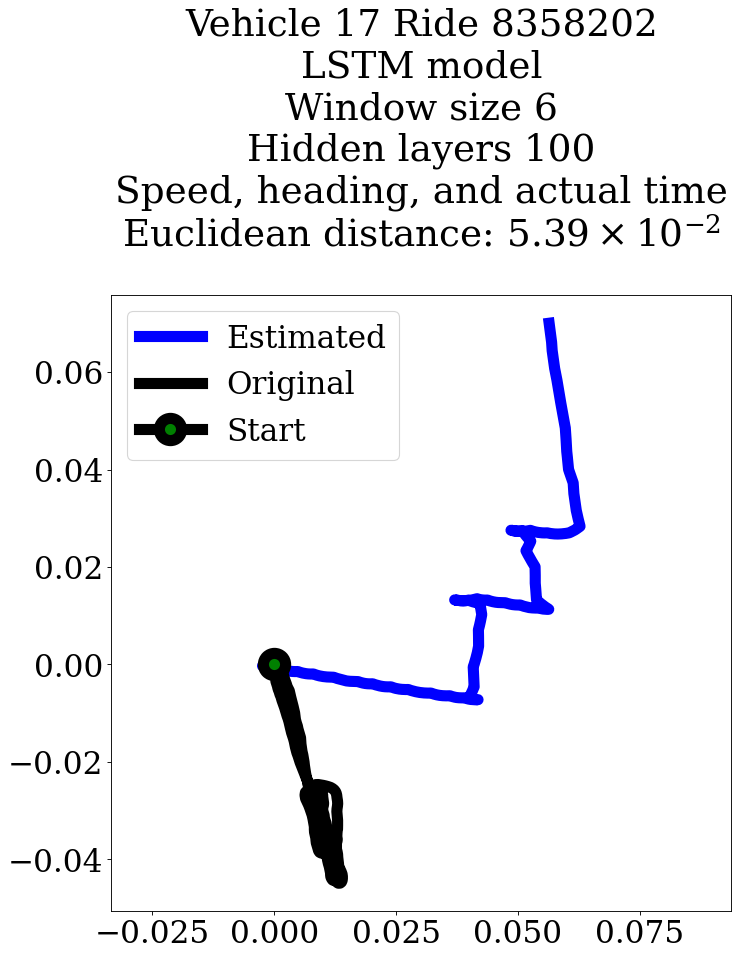 Vehicle 17 Ride 8358202
LSTM model
Window size 6
Hidden layers 100
Speed, heading, and actual time
Euclidean distance: 5.39 × 10⁻²
Estimated
Original
Start
0.06
0.04
0.02
0.00
−0.02
−0.04
−0.025 0.000 0.025 0.050 0.075